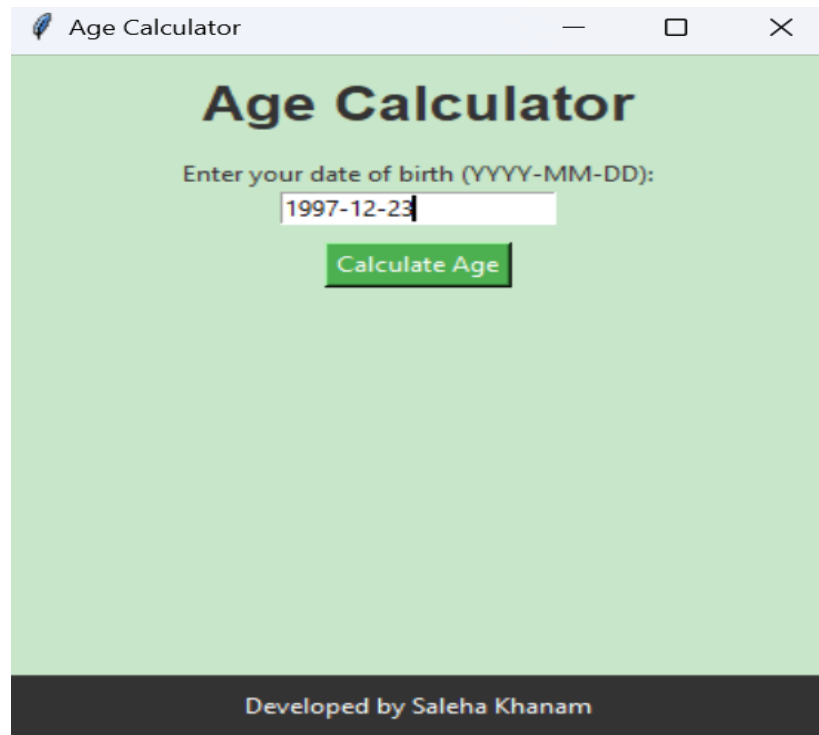 Age Calculator
Age Calculator
Enter your date of birth (YYYY-MM-DD):
1997-12-23
Calculate Age
Developed by Saleha Khanam